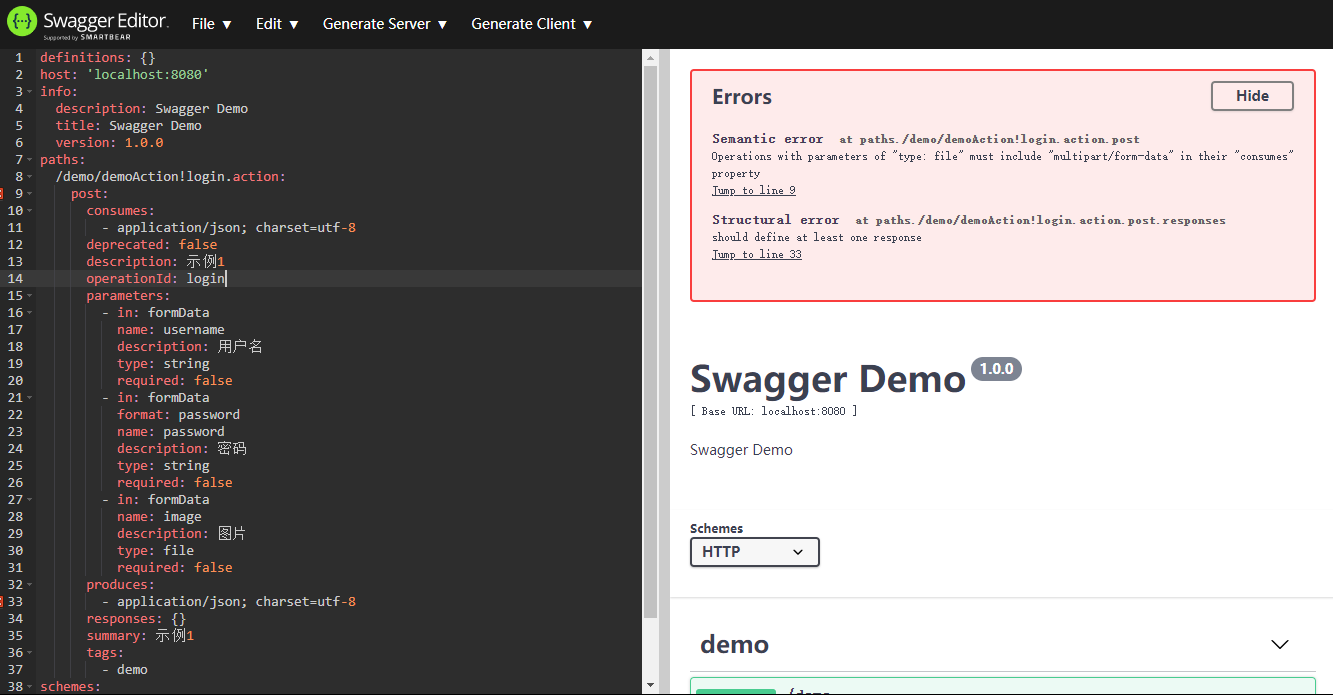 Swagger Editor.
Supported by SMARTBEAR
File ▼ Edit ▼ Generate Server ▼ Generate Client ▼
1 definitions: {}
2 host: 'localhost:8080'
3 info:
4 description: Swagger Demo
5 title: Swagger Demo
6 version: 1.0.0
7 paths:
8 /demo/demoAction!login.action:
9 post:
10 consumes:
11 - application/json; charset=utf-8
12 deprecated: false
13 description: 示例1
14 operationId: login
15 parameters:
16 - in: formData
17 name: username
18 description: 用户名
19 type: string
20 required: false
21 - in: formData
22 format: password
23 name: password
24 description: 密码
25 type: string
26 required: false
27 - in: formData
28 name: image
29 description: 图片
30 type: file
31 required: false
32 produces:
33 - application/json; charset=utf-8
34 responses: {}
35 summary: 示例1
36 tags:
37 - demo
38 schemes:
Errors
Hide
Semantic error at paths./demo/demoAction!login.action.post
Operations with parameters of "type: file" must include "multipart/form-data" in their "consumes"
property
Jump to line 9
Structural error at paths./demo/demoAction!login.action.post.responses
should define at least one response
Jump to line 33
Swagger Demo 1.0.0
[ Base URL: localhost:8080 ]
Swagger Demo
Schemes
HTTP
demo
/demo